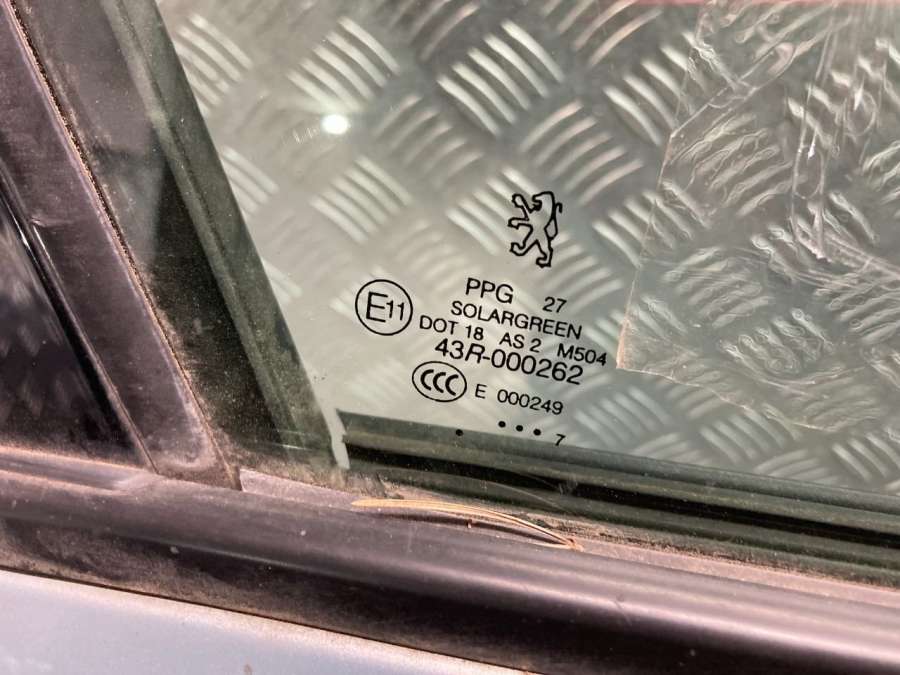 PPG 27
SOLARGREEN
E11
DOT 18 AS 2 M504
43R-000262
CCC E 000249
• • • • 7